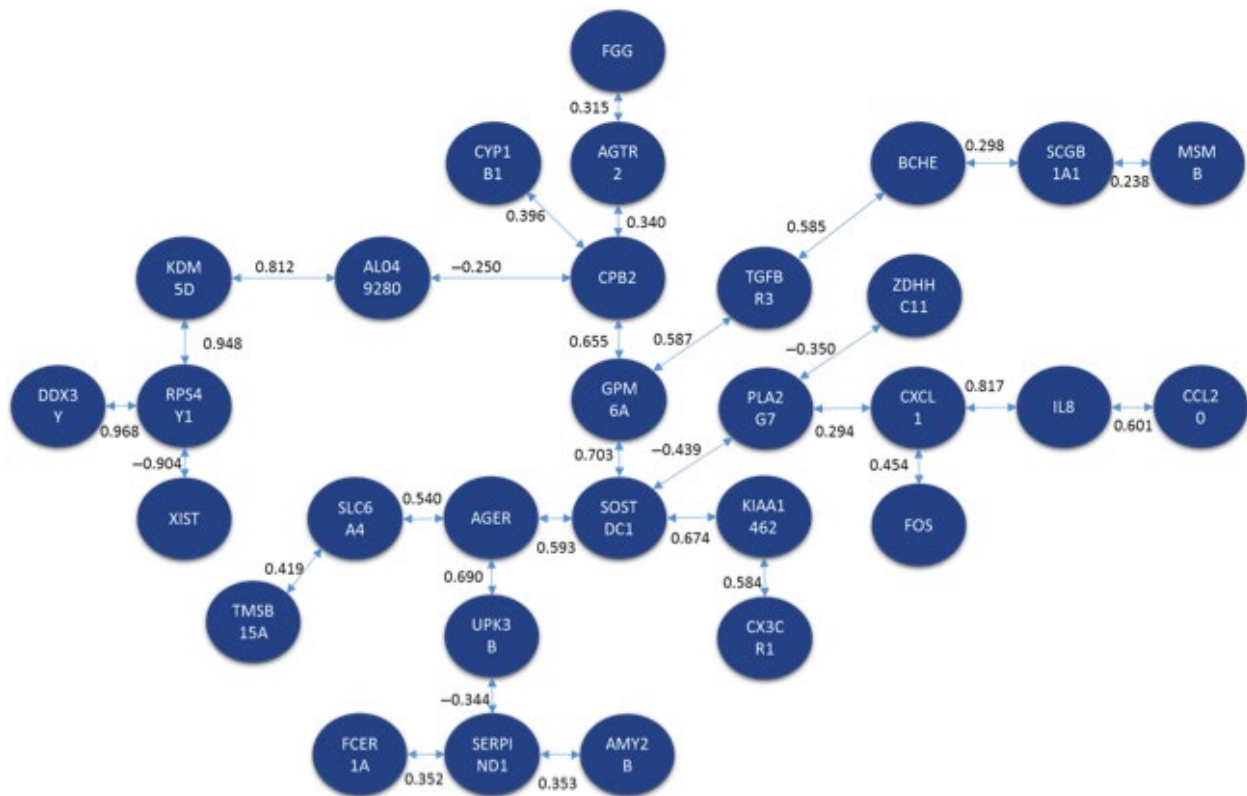 FGG
0.315
CYP1
B1
AGTR
2
BCHE
0.298
SCGB
1A1
MSM
B
0.238
0.396
0.340
0.585
KDM
5D
0.812
AL04
9280
−0.250
CPB2
TGFB
R3
ZDHH
C11
0.948
0.655
0.587
−0.350
DDX3
Y
0.968
RPS4
Y1
GPM
6A
PLA2
G7
0.294
CXCL
1
0.817
IL8
0.601
CCL2
0
−0.904
0.703
−0.439
0.454
XIST
SLC6
A4
0.540
AGER
0.593
SOST
DC1
0.674
KIAA1
462
FOS
0.419
0.690
0.584
TMSB
15A
UPK3
B
CX3C
R1
−0.344
FCER
1A
0.352
SERPI
ND1
0.353
AMY2
B